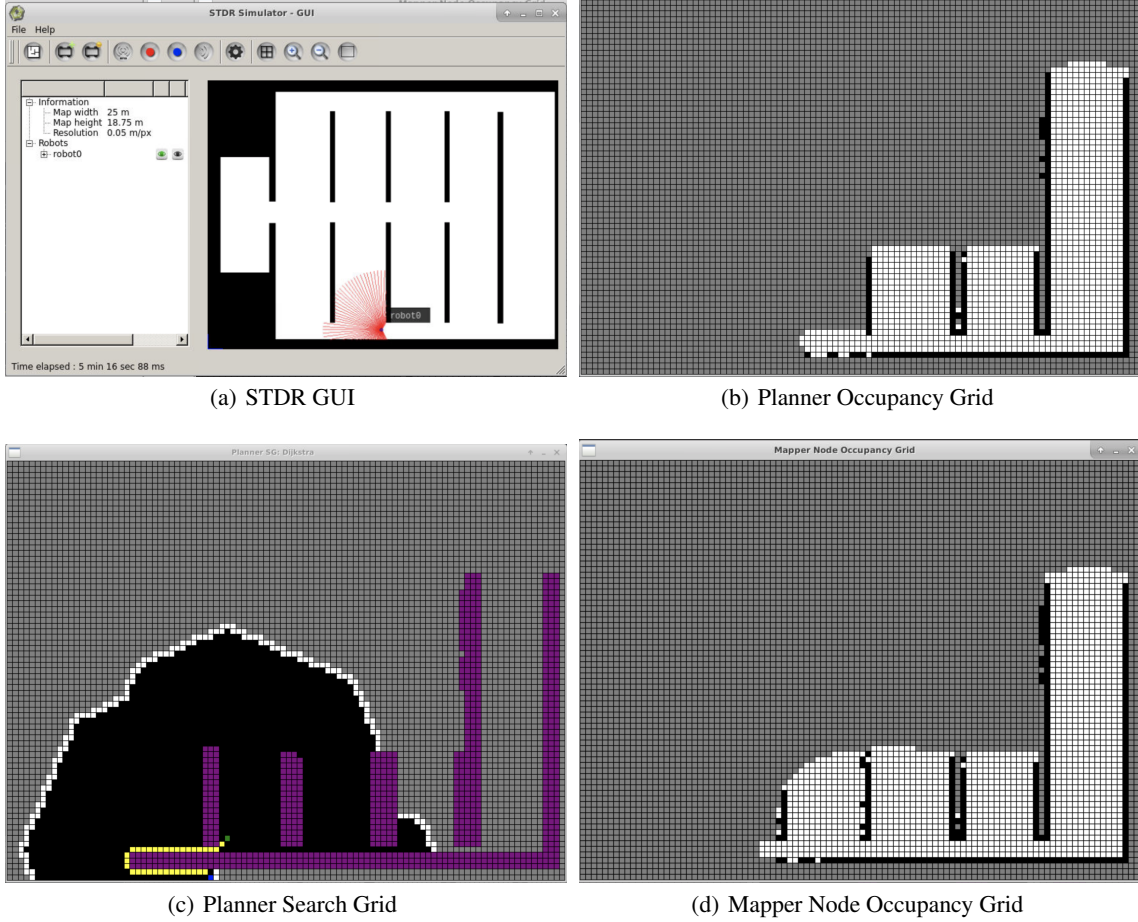 STDR Simulator - GUI
File Help
Information
Map width 25 m
Map height 18.75 m
Resolution 0.05 m/px
Robots
robot0
robot0
Time elapsed : 5 min 16 sec 88 ms
(a) STDR GUI
(b) Planner Occupancy Grid
Planner SG: Dijkstra
Mapper Node Occupancy Grid
(c) Planner Search Grid
(d) Mapper Node Occupancy Grid